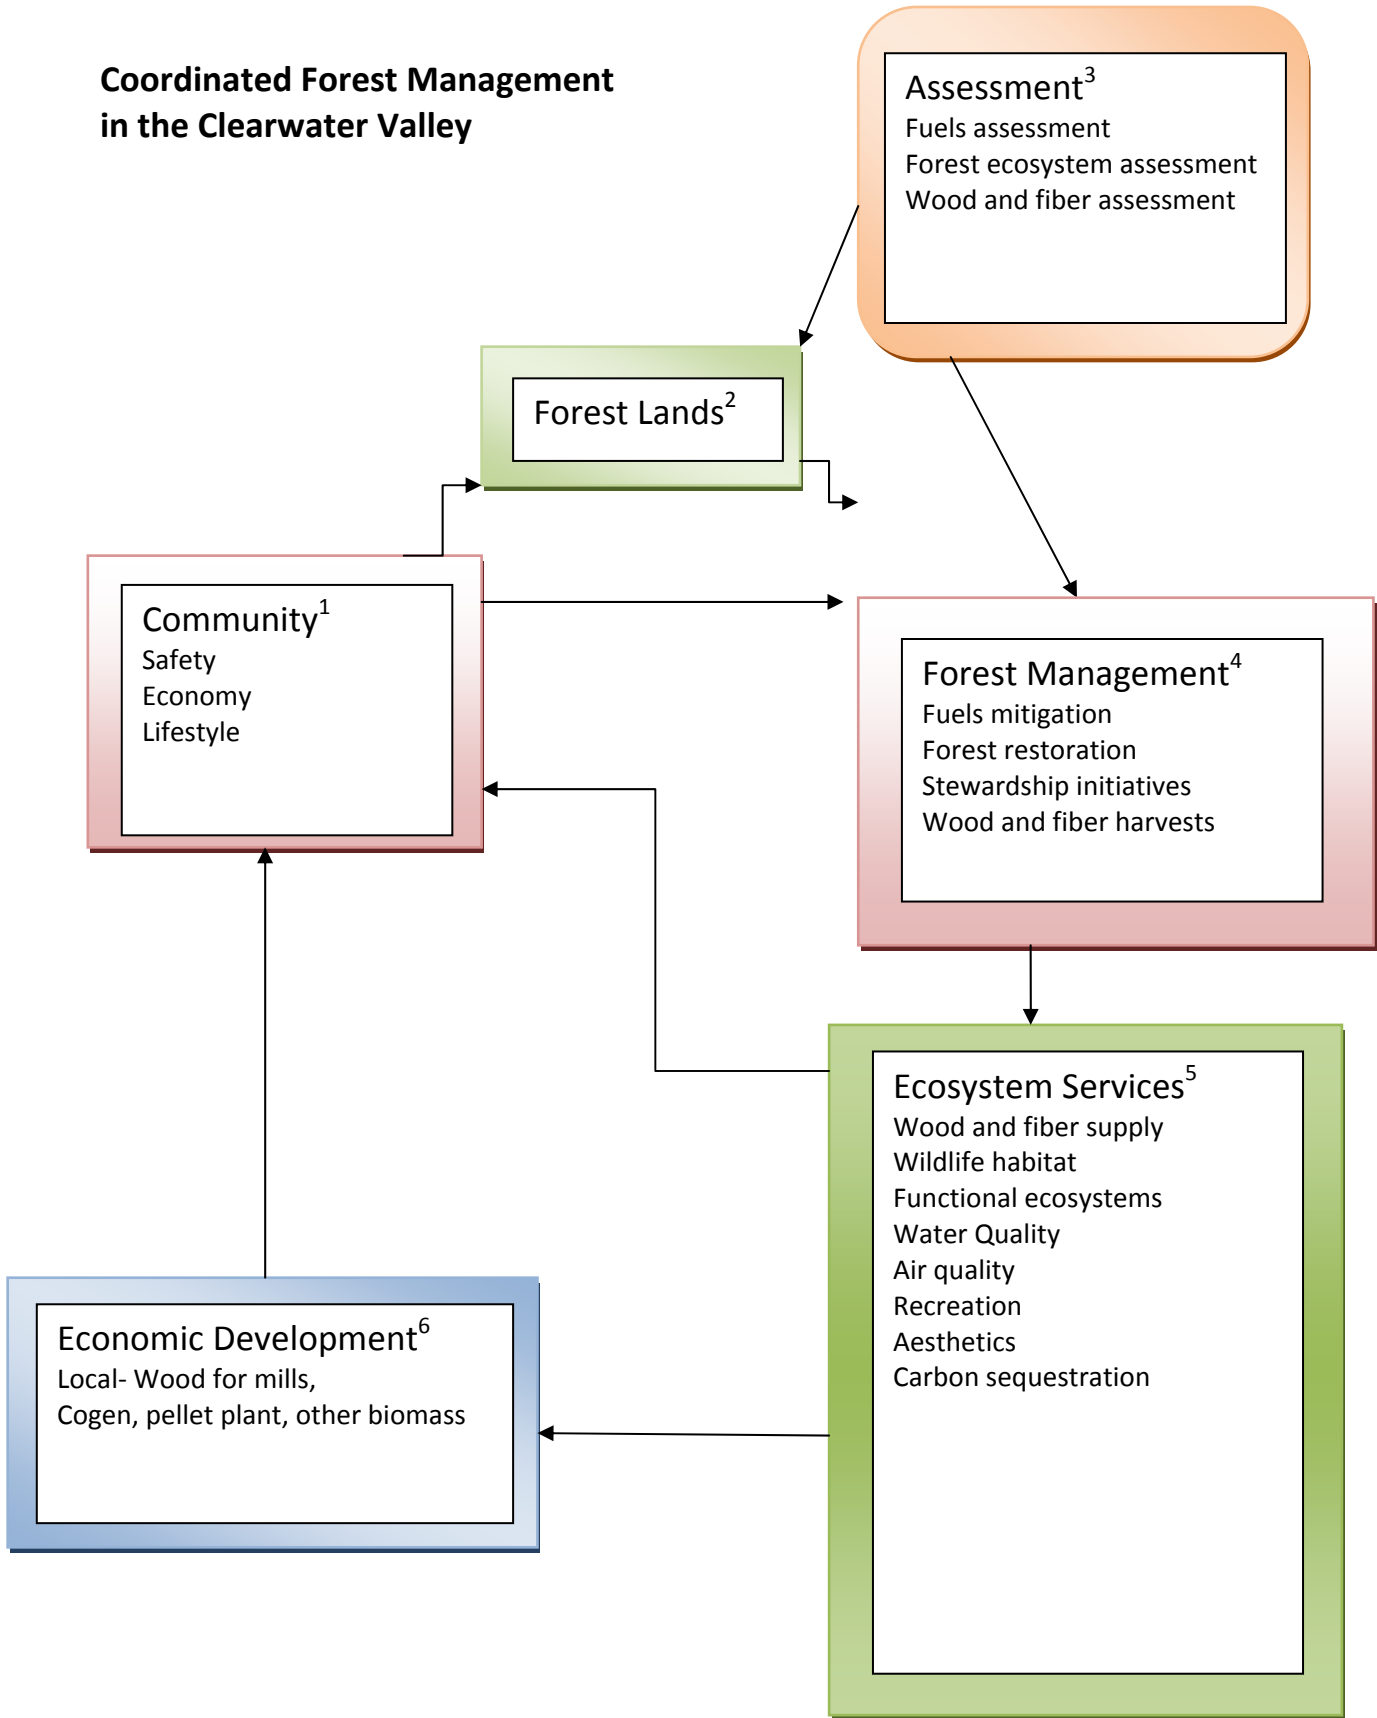 Coordinated Forest Management
in the Clearwater Valley
Assessment³
Fuels assessment
Forest ecosystem assessment
Wood and fiber assessment
Forest Lands²
Community¹
Safety
Economy
Lifestyle
Forest Management⁴
Fuels mitigation
Forest restoration
Stewardship initiatives
Wood and fiber harvests
Ecosystem Services⁵
Wood and fiber supply
Wildlife habitat
Functional ecosystems
Water Quality
Air quality
Recreation
Aesthetics
Carbon sequestration
Economic Development⁶
Local- Wood for mills,
Cogen, pellet plant, other biomass